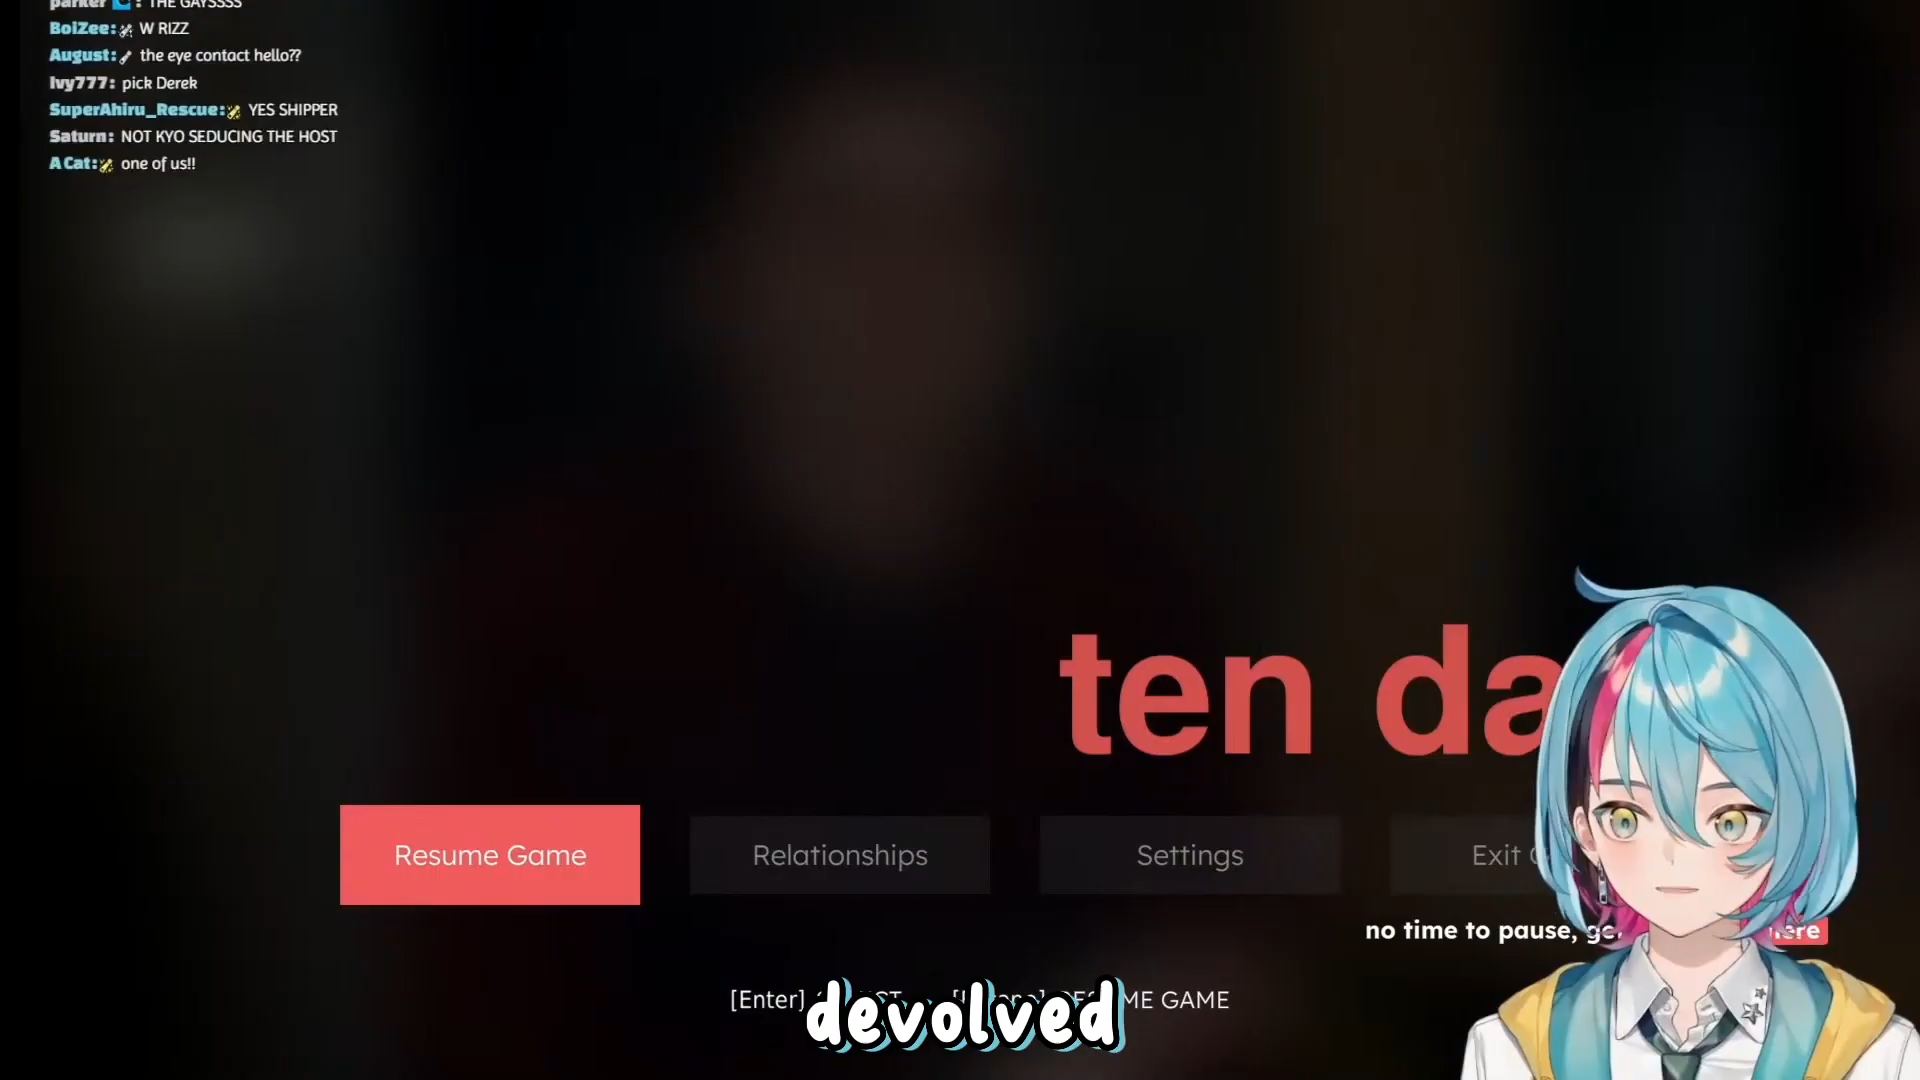 parker: THE GAYSSSS
BoiZee: W RIZZ
August: the eye contact hello??
Ivy777: pick Derek
SuperAhiru_Rescue: YES SHIPPER
Saturn: NOT KYO SEDUCING THE HOST
A Cat: one of us!!
ten da
Resume Game
Relationships
Settings
Exit
no time to pause,
[Enter] ME GAME
devolved